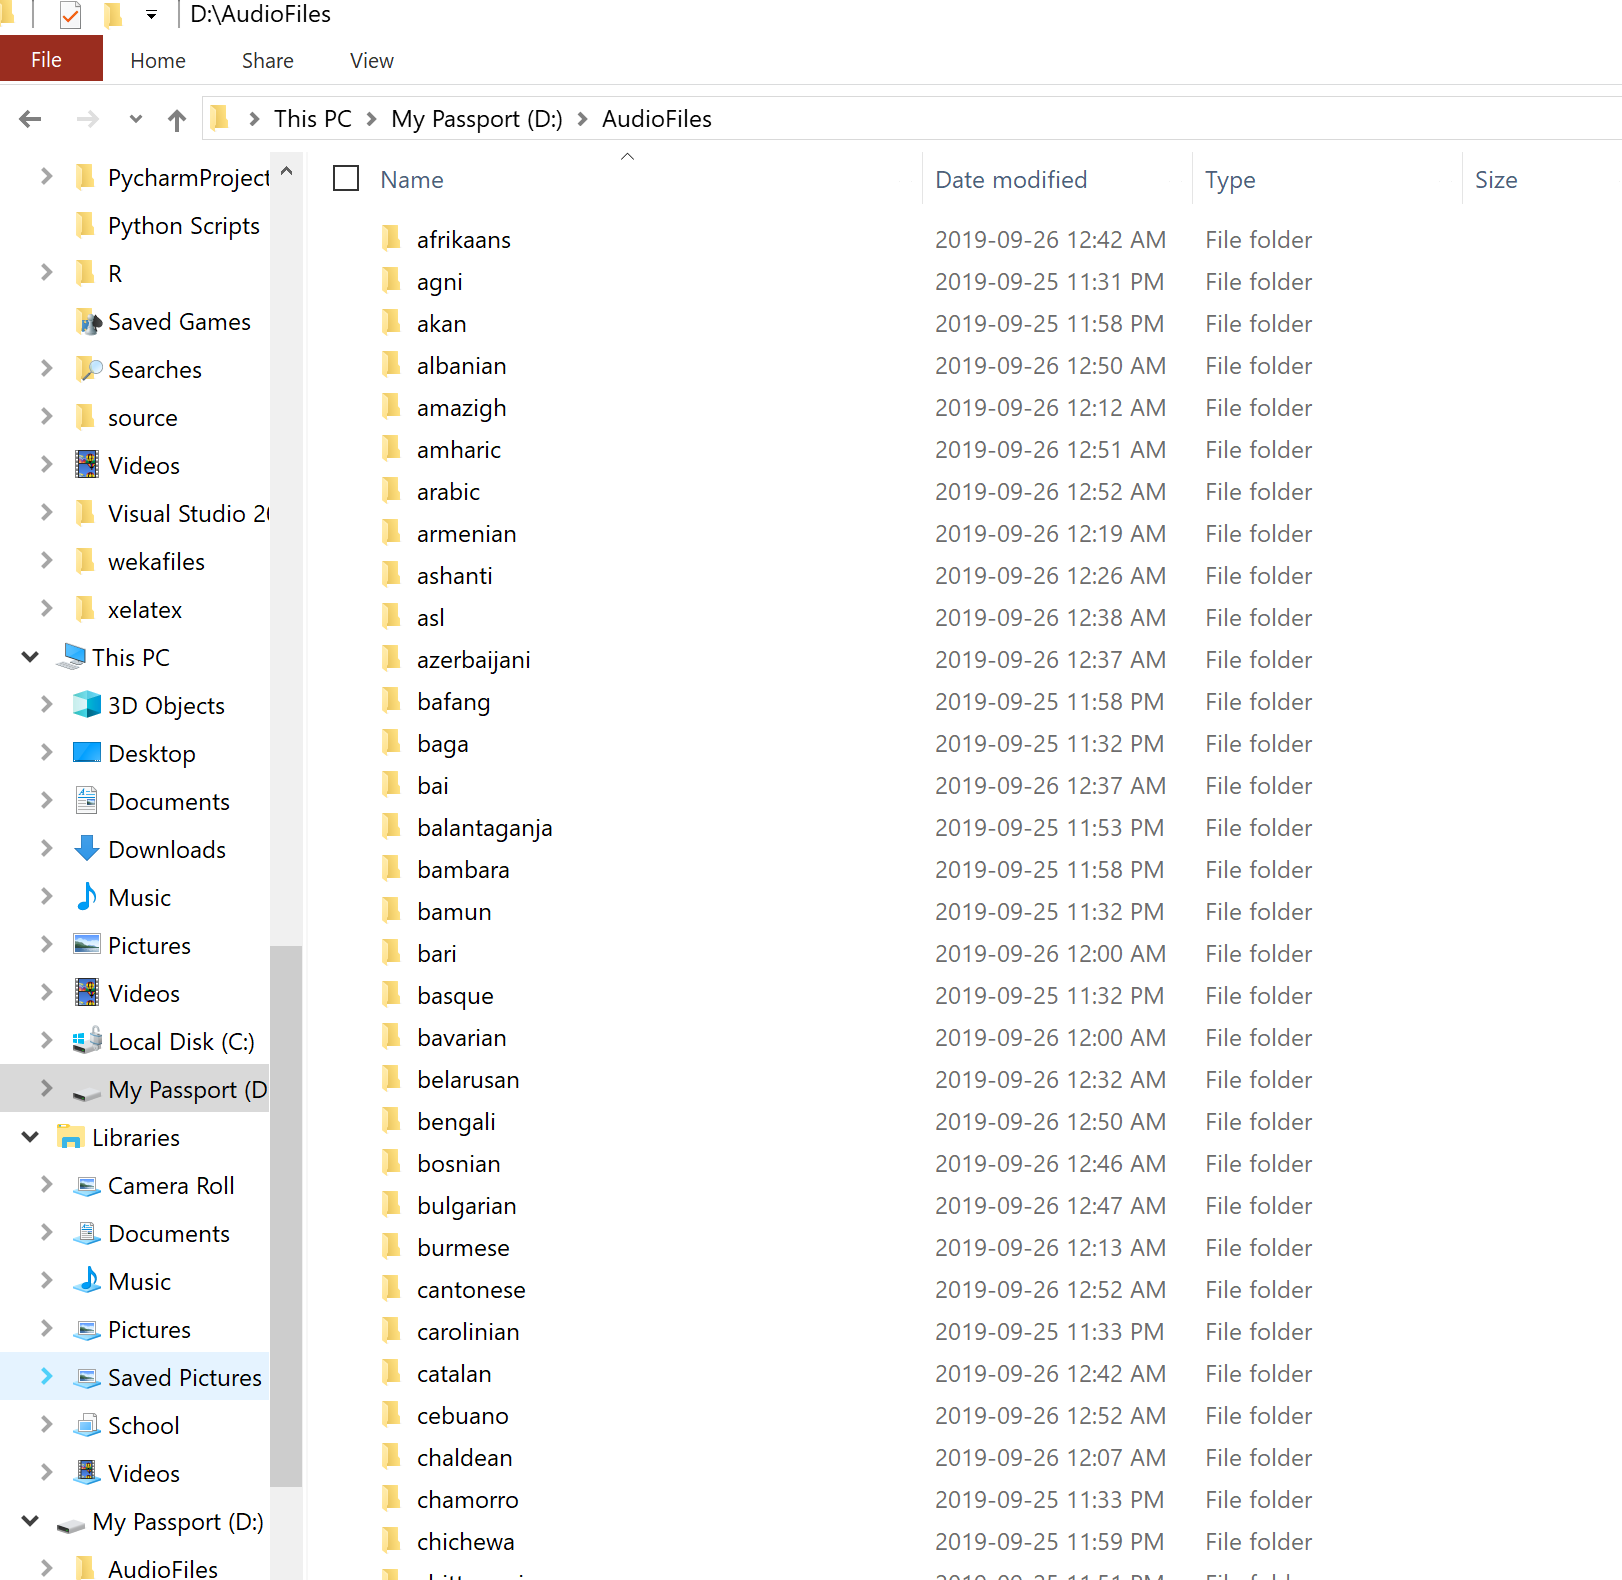 D:\AudioFiles
File Home Share View
This PC My Passport (D:) AudioFiles
PycharmProject
Python Scripts
R
Saved Games
Searches
source
Videos
Visual Studio 20
wekafiles
xelatex
This PC
3D Objects
Desktop
Documents
Downloads
Music
Pictures
Videos
Local Disk (C:)
My Passport (D
Libraries
Camera Roll
Documents
Music
Pictures
Saved Pictures
School
Videos
My Passport (D:)
AudioFiles
Name Date modified Type Size
afrikaans 2019-09-26 12:42 AM File folder
agni 2019-09-25 11:31 PM File folder
akan 2019-09-25 11:58 PM File folder
albanian 2019-09-26 12:50 AM File folder
amazigh 2019-09-26 12:12 AM File folder
amharic 2019-09-26 12:51 AM File folder
arabic 2019-09-26 12:52 AM File folder
armenian 2019-09-26 12:19 AM File folder
ashanti 2019-09-26 12:26 AM File folder
asl 2019-09-26 12:38 AM File folder
azerbaijani 2019-09-26 12:37 AM File folder
bafang 2019-09-25 11:58 PM File folder
baga 2019-09-25 11:32 PM File folder
bai 2019-09-26 12:37 AM File folder
balantaganja 2019-09-25 11:53 PM File folder
bambara 2019-09-25 11:58 PM File folder
bamun 2019-09-25 11:32 PM File folder
bari 2019-09-26 12:00 AM File folder
basque 2019-09-25 11:32 PM File folder
bavarian 2019-09-26 12:00 AM File folder
belarusan 2019-09-26 12:32 AM File folder
bengali 2019-09-26 12:50 AM File folder
bosnian 2019-09-26 12:46 AM File folder
bulgarian 2019-09-26 12:47 AM File folder
burmese 2019-09-26 12:13 AM File folder
cantonese 2019-09-26 12:52 AM File folder
carolinian 2019-09-25 11:33 PM File folder
catalan 2019-09-26 12:42 AM File folder
cebuano 2019-09-26 12:52 AM File folder
chaldean 2019-09-26 12:07 AM File folder
chamorro 2019-09-25 11:33 PM File folder
chichewa 2019-09-25 11:59 PM File folder
2019-09-25 11:51 PM File folder